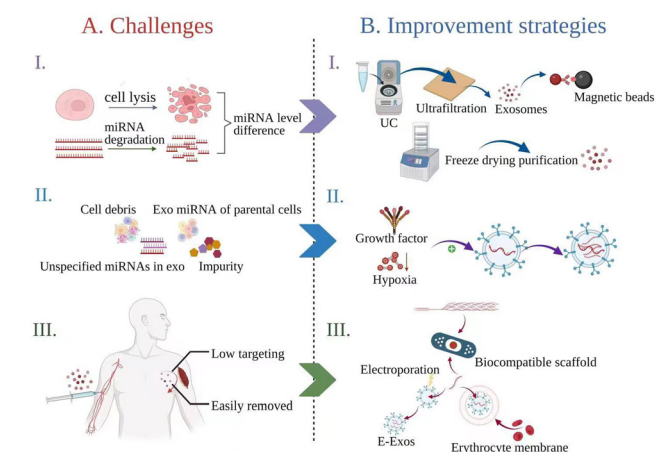 A. Challenges
B. Improvement strategies
I.
cell lysis
miRNA
degradation
miRNA level
difference
I.
UC
Ultrafiltration
Exosomes
Magnetic beads
Freeze drying purification
II.
Cell debris
Exo miRNA of parental cells
Unspecified miRNAs in exo
Impurity
II.
Growth factor
Hypoxia
III.
Low targeting
Easily removed
III.
Biocompatible scaffold
Electroporation
E-Exos
Erythrocyte membrane